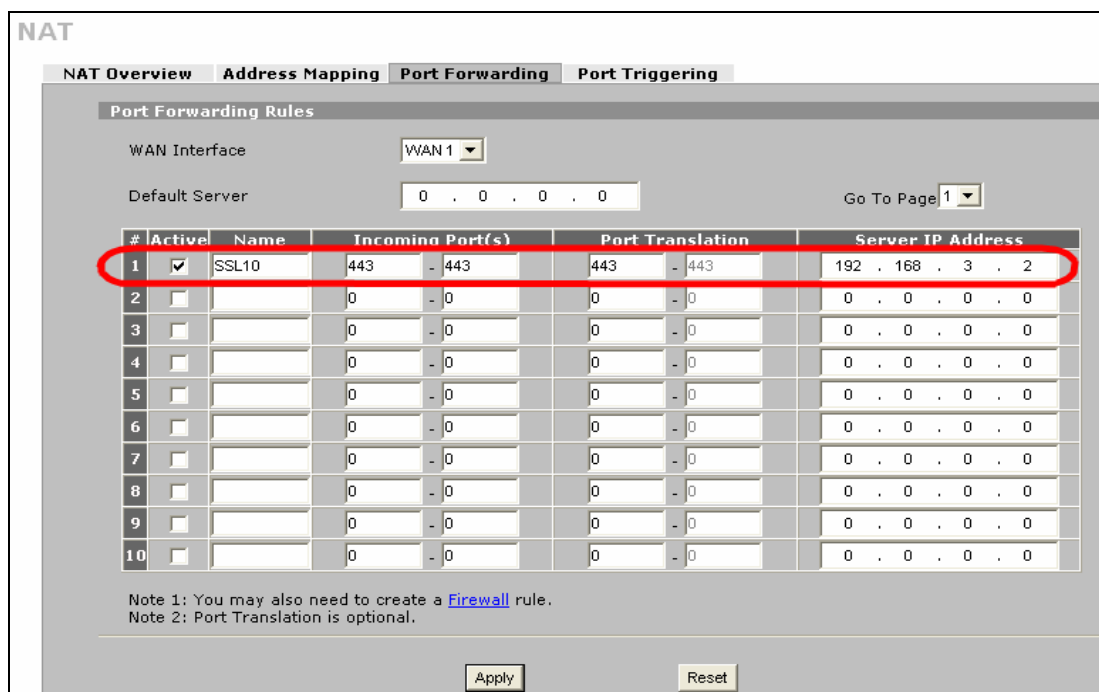 NAT
NAT Overview Address Mapping Port Forwarding Port Triggering
Port Forwarding Rules
WAN Interface WAN 1
Default Server 0 . 0 . 0 . 0 Go To Page 1
# Active Name Incoming Port(s) Port Translation Server IP Address
1 SSL10 443 - 443 443 - 443 192 . 168 . 3 . 2
2 0 - 0 0 - 0 0 . 0 . 0 . 0
3 0 - 0 0 - 0 0 . 0 . 0 . 0
4 0 - 0 0 - 0 0 . 0 . 0 . 0
5 0 - 0 0 - 0 0 . 0 . 0 . 0
6 0 - 0 0 - 0 0 . 0 . 0 . 0
7 0 - 0 0 - 0 0 . 0 . 0 . 0
8 0 - 0 0 - 0 0 . 0 . 0 . 0
9 0 - 0 0 - 0 0 . 0 . 0 . 0
10 0 - 0 0 - 0 0 . 0 . 0 . 0
Note 1: You may also need to create a Firewall rule.
Note 2: Port Translation is optional.
Apply Reset